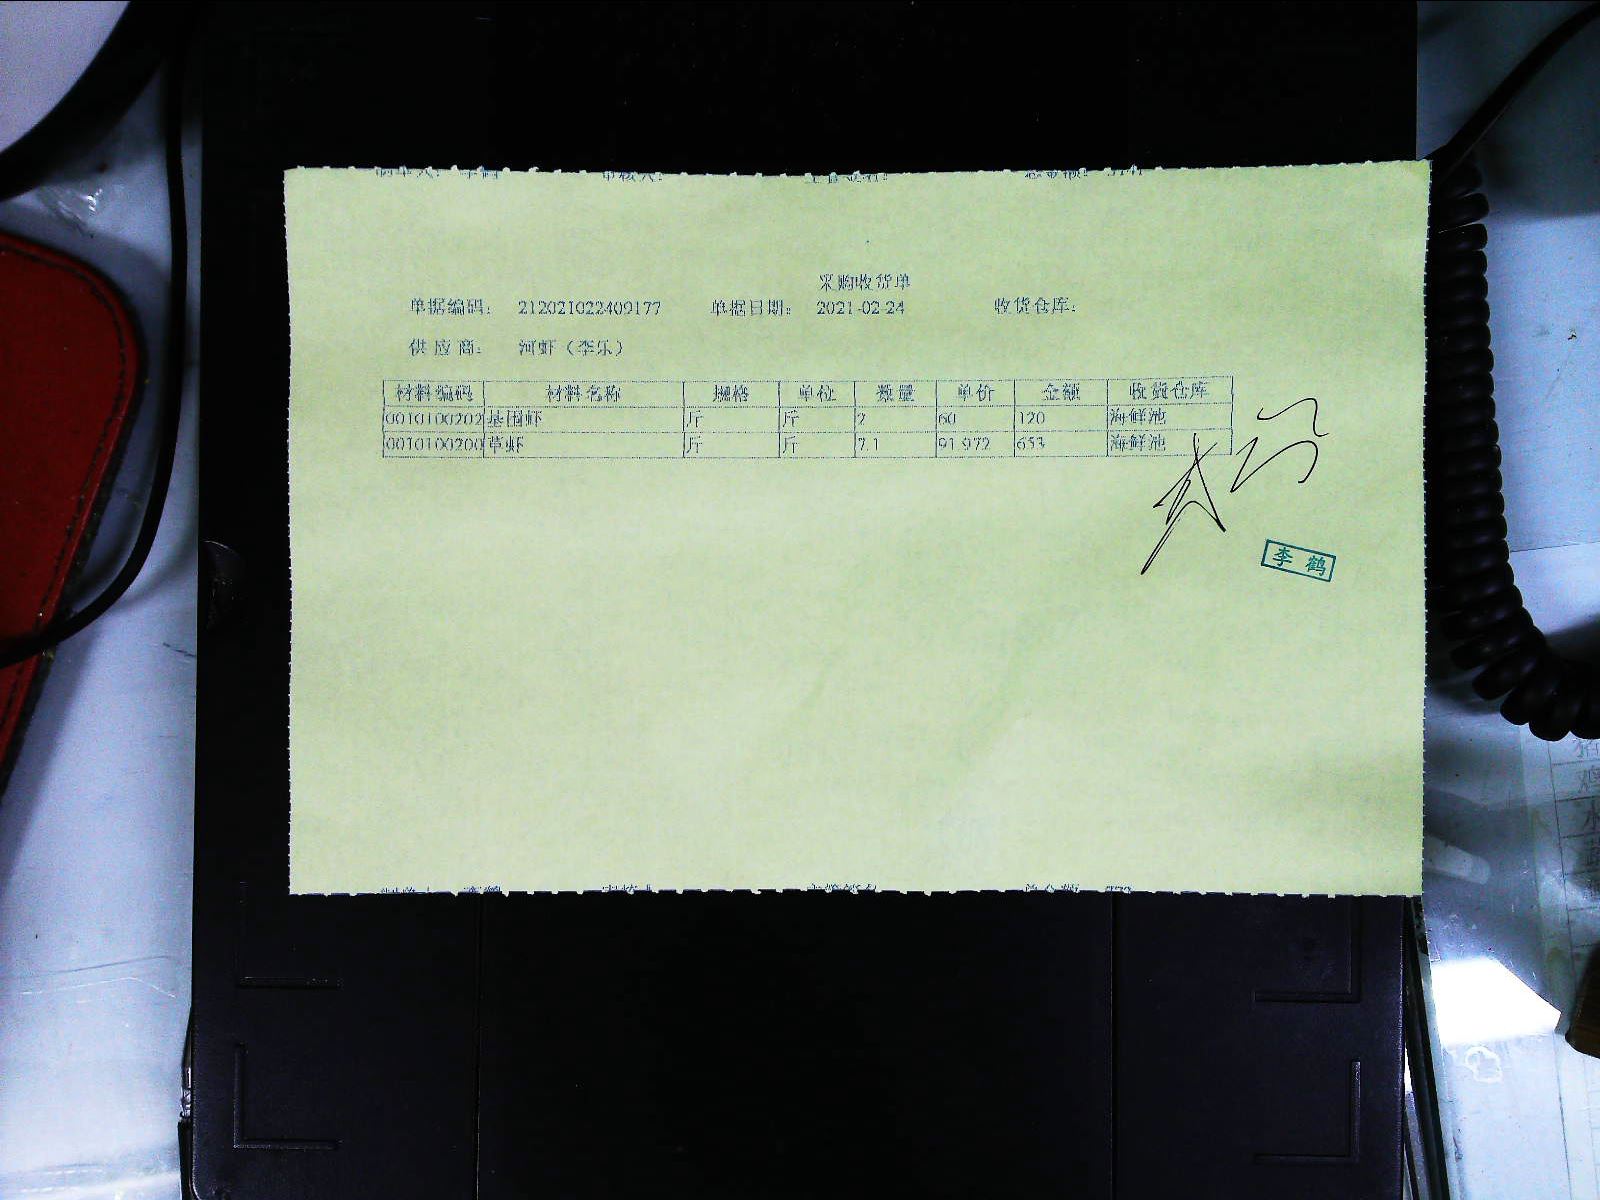 采购收货单
单据编码: 212021022409177 单据日期: 2021-02-24 收货仓库:
供 应 商: 河虾（李乐）
材料编码 材料名称 规格 单位 数量 单价 金额 收货仓库
0010100202 基围虾 斤 斤 2 60 120 海鲜池
0010100200 草虾 斤 斤 7.1 91.972 653 海鲜池
李 鹤